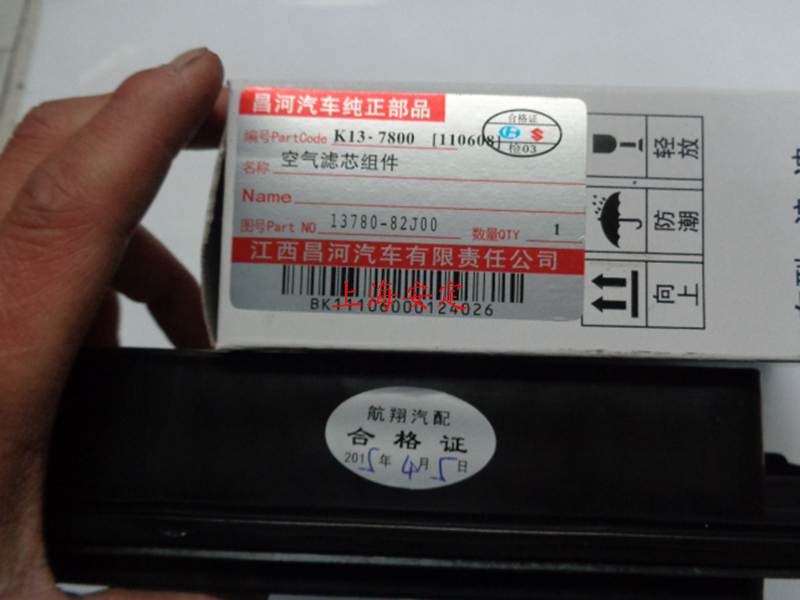 昌河汽车纯正部品
编号PartCode K13-7800 [110608]
合格证
检03
名称 空气滤芯组件
Name
图号Part NO 13780-82J00 数量QTY 1
江西昌河汽车有限责任公司
上海安定
BK11106000124026
轻放
防潮
向上
航翔汽配
合格证
2015年4月5日